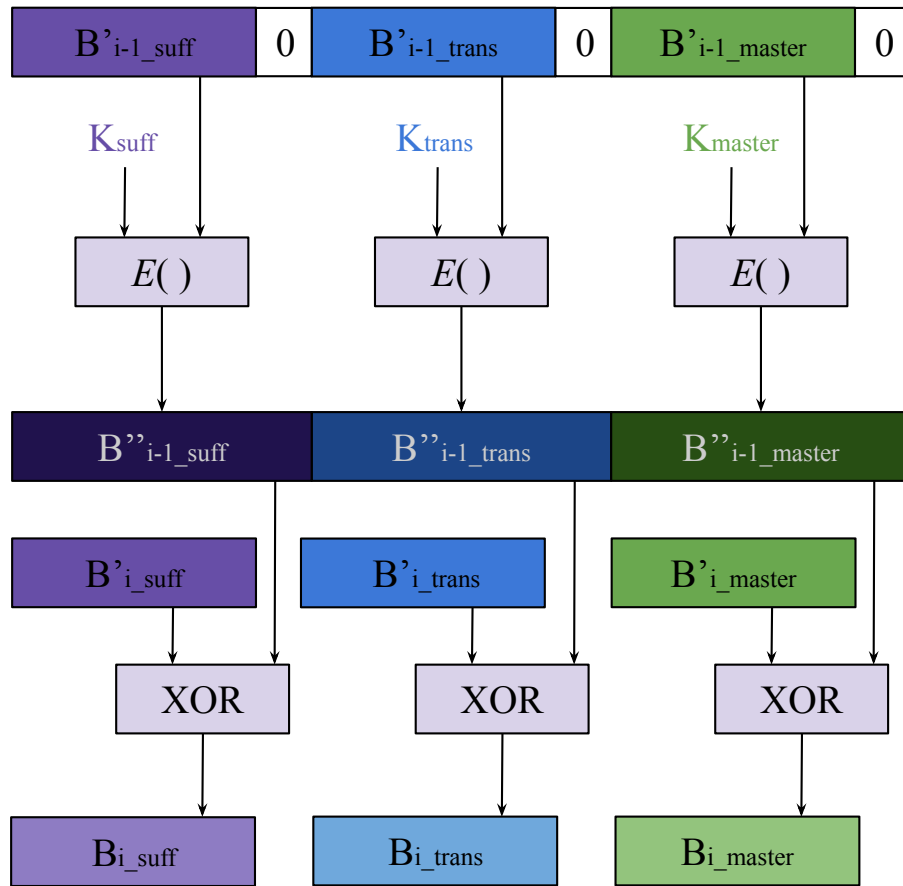 B’i-1_suff 0 B’i-1_trans 0 B’i-1_master 0
Ksuff Ktrans Kmaster
E( ) E( ) E( )
B’’i-1_suff B’’i-1_trans B’’i-1_master
B’i_suff B’i_trans B’i_master
XOR XOR XOR
Bi_suff Bi_trans Bi_master